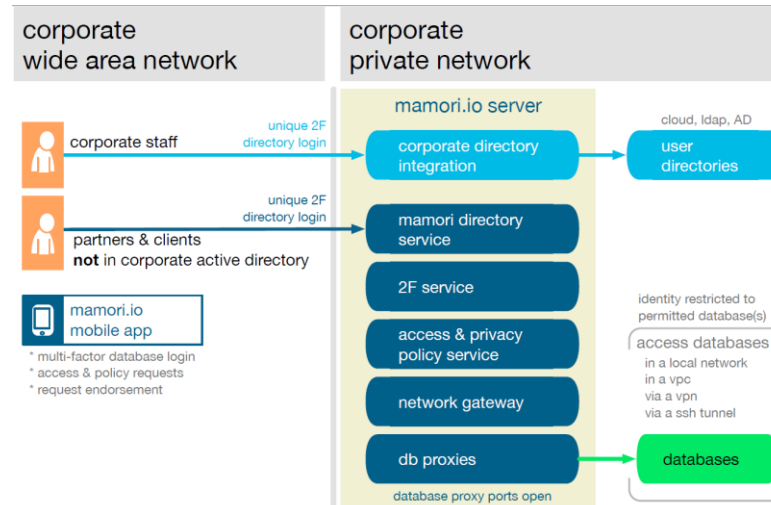 corporate
wide area network
corporate
private network
mamori.io server
unique 2F
directory login
corporate staff
corporate directory
integration
cloud, ldap, AD
user
directories
unique 2F
directory login
partners & clients
not in corporate active directory
mamori directory
service
2F service
mamori.io
mobile app
* multi-factor database login
* access & policy requests
* request endorsement
access & privacy
policy service
network gateway
db proxies
database proxy ports open
identity restricted to
permitted database(s)
access databases
in a local network
in a vpc
via a vpn
via a ssh tunnel
databases